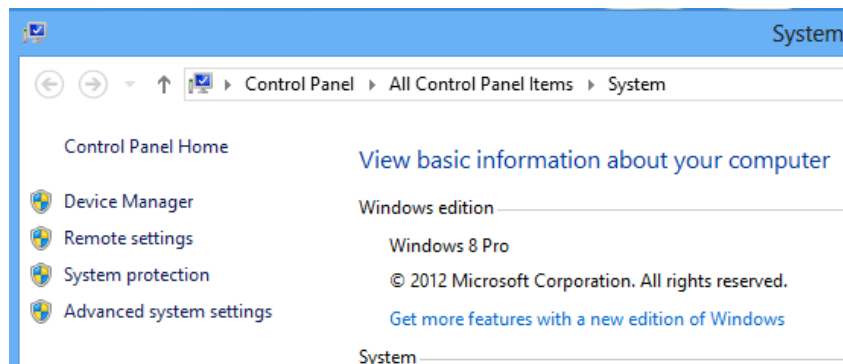 System
Control Panel ▸ All Control Panel Items ▸ System
Control Panel Home
Device Manager
Remote settings
System protection
Advanced system settings
View basic information about your computer
Windows edition
Windows 8 Pro
© 2012 Microsoft Corporation. All rights reserved.
Get more features with a new edition of Windows
System